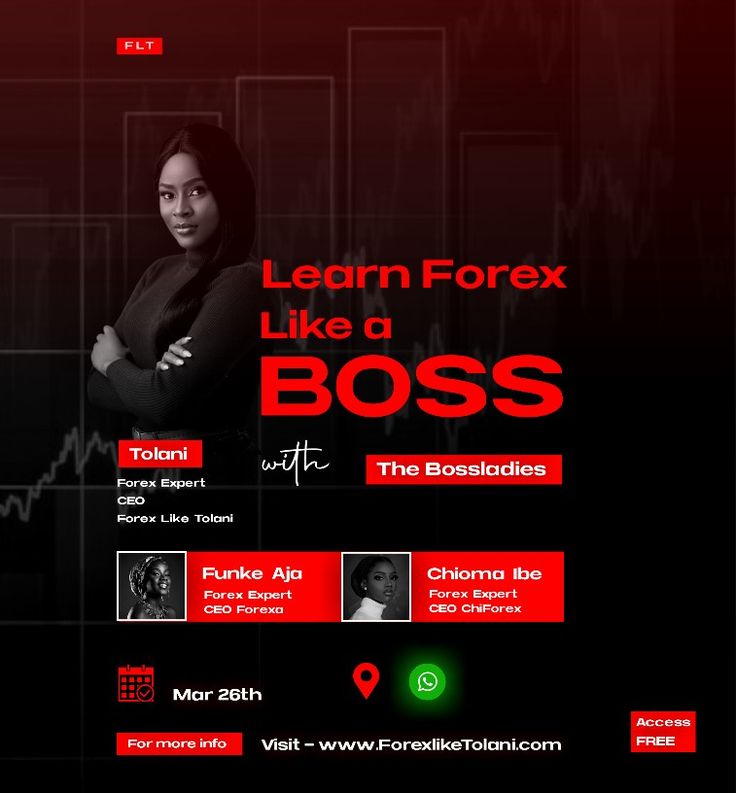 FLT
Learn Forex
Like a
BOSS
with
The Bossladies
Tolani
Forex Expert
CEO
Forex Like Tolani
Funke Aja
Forex Expert
CEO Forexa
Chioma Ibe
Forex Expert
CEO ChiForex
Mar 26th
For more info
Visit - www.ForexlikeTolani.com
Access
FREE